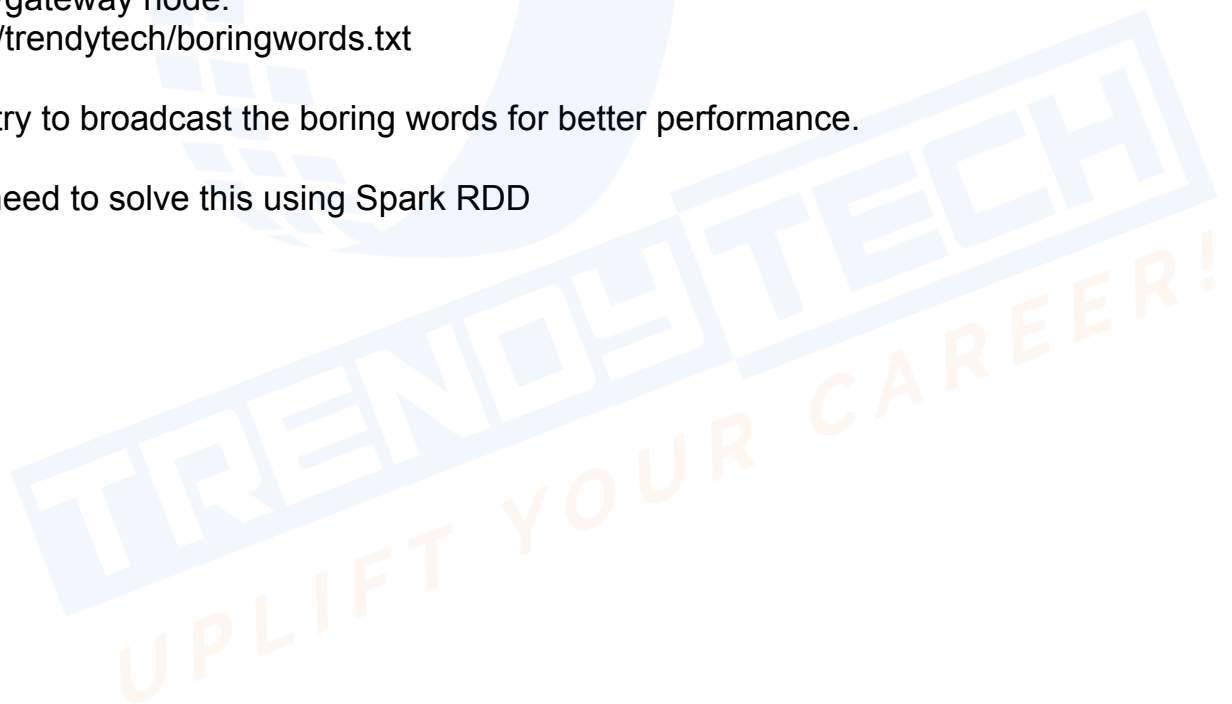 gateway node:
/trendytech/boringwords.txt
try to broadcast the boring words for better performance.
need to solve this using Spark RDD
TRENDYTECH
UPLIFT YOUR CAREER!